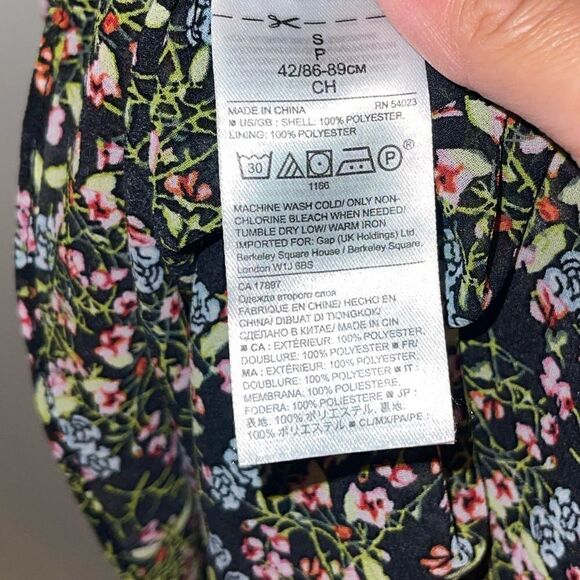 S
P
42/86-89CM
CH
MADE IN CHINA RN 54023
■ US/GB : SHELL: 100% POLYESTER.
LINING: 100% POLYESTER
30 P ®
1166
MACHINE WASH COLD/ ONLY NON-
CHLORINE BLEACH WHEN NEEDED/
TUMBLE DRY LOW/ WARM IRON
IMPORTED FOR: Gap (UK Holdings) Ltd.
Berkeley Square House / Berkeley Square,
London W1J 6BS
CA 17897
Одежда второго слоя
FABRIQUÉ EN CHINE/ HECHO EN
CHINA/ DIBUAT DI TIONGKOK/
СДЕЛАНО В КИТАЕ/ MADE IN CIN
■ CA : EXTÉRIEUR: 100% POLYESTER.
DOUBLURE: 100% POLYESTER ■ FR/
MA : EXTÉRIEUR: 100% POLYESTER.
DOUBLURE: 100% POLYESTER ■ IT :
MEMBRANA: 100% POLYESTER.
FODERA: 100% POLYESTER ■ JP :
表地: 100% ポリエステル. 裏地:
100% ポリエステル ■ CL/MX/PA/PE :